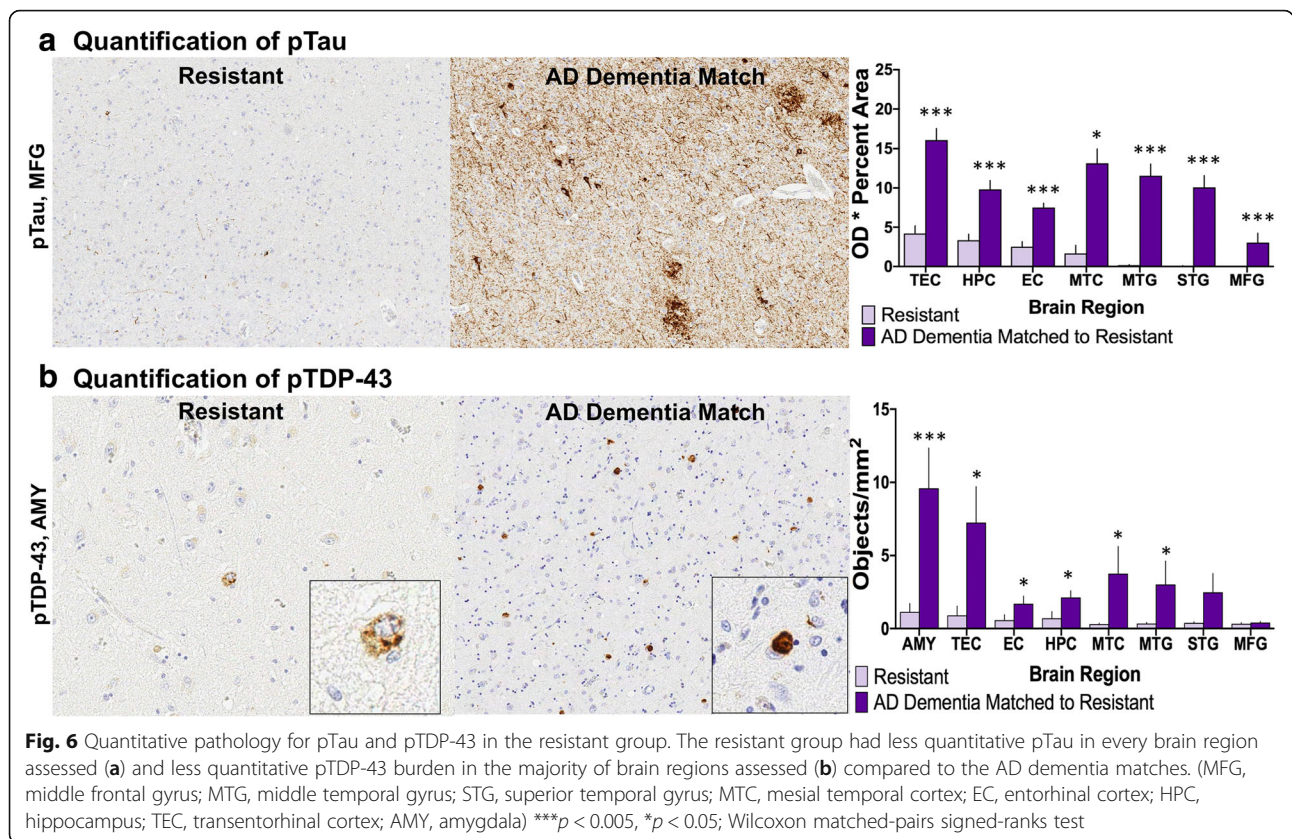 a Quantification of pTau
Resistant
AD Dementia Match
pTau, MFG
OD * Percent Area
25
20
15
10
5
0
*** *** *** * *** *** ***
TEC HPC EC MTC MTG STG MFG
Brain Region
Resistant
AD Dementia Matched to Resistant
b Quantification of pTDP-43
Resistant
AD Dementia Match
pTDP-43, AMY
Objects/mm²
15
10
5
0
*** * * * * *
AMY TEC EC HPC MTC MTG STG MFG
Brain Region
Resistant
AD Dementia Matched to Resistant
Fig. 6 Quantitative pathology for pTau and pTDP-43 in the resistant group. The resistant group had less quantitative pTau in every brain region
assessed (a) and less quantitative pTDP-43 burden in the majority of brain regions assessed (b) compared to the AD dementia matches. (MFG,
middle frontal gyrus; MTG, middle temporal gyrus; STG, superior temporal gyrus; MTC, mesial temporal cortex; EC, entorhinal cortex; HPC,
hippocampus; TEC, transentorhinal cortex; AMY, amygdala) ***p < 0.005, *p < 0.05; Wilcoxon matched-pairs signed-ranks test